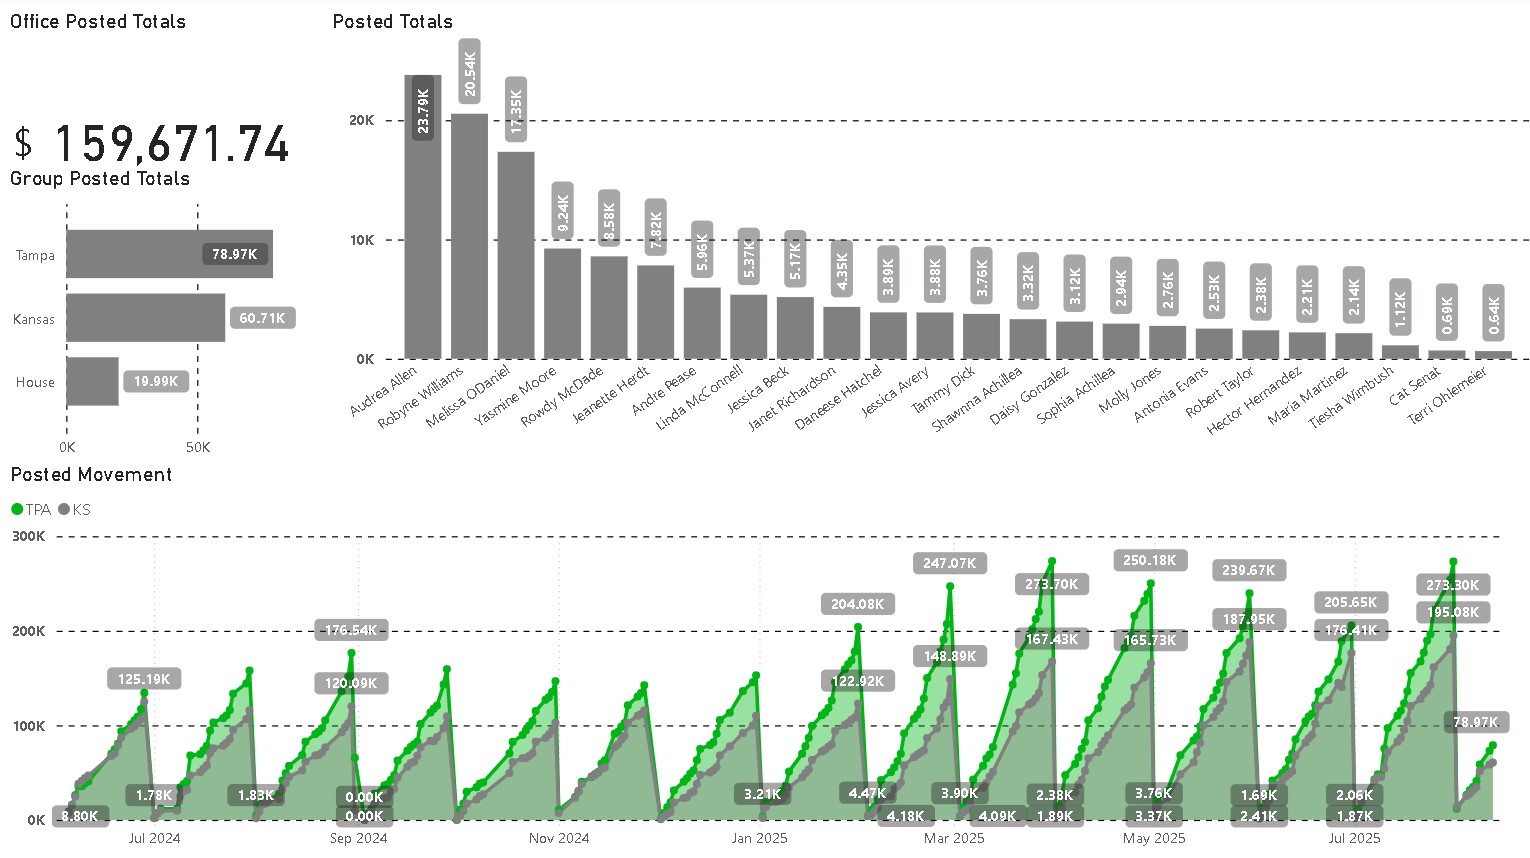 Office Posted Totals
$ 159,671.74
Group Posted Totals
Tampa 78.97K
Kansas 60.71K
House 19.99K
0K 50K
Posted Totals
20K
10K
0K
23.79K 20.54K 17.35K 9.24K 8.58K 7.82K 5.96K 5.37K 5.17K 4.35K 3.89K 3.88K 3.76K 3.32K 3.12K 2.94K 2.76K 2.53K 2.38K 2.21K 2.14K 1.12K 0.69K 0.64K
Audrea Allen
Robyne Williams
Melissa ODaniel
Yasmine Moore
Rowdy McDade
Jeanette Herdt
Andre Pease
Linda McConnell
Jessica Beck
Janet Richardson
Daneese Hatchel
Jessica Avery
Tammy Dick
Shawnna Achillea
Daisy Gonzalez
Sophia Achillea
Molly Jones
Antonia Evans
Robert Taylor
Hector Hernandez
Maria Martinez
Tiesha Wimbush
Cat Senat
Terri Ohlemeier
Posted Movement
TPA KS
300K
200K
100K
0K
125.19K
176.54K
120.09K
204.08K
122.92K
247.07K
148.89K
273.70K
167.43K
250.18K
165.73K
239.67K
187.95K
205.65K
176.41K
273.30K
195.08K
78.97K
8.80K
1.78K
1.83K
0.00K
0.00K
3.21K
4.47K
4.18K
3.90K
4.09K
2.38K
1.89K
3.76K
3.37K
1.69K
2.41K
2.06K
1.87K
Jul 2024 Sep 2024 Nov 2024 Jan 2025 Mar 2025 May 2025 Jul 2025